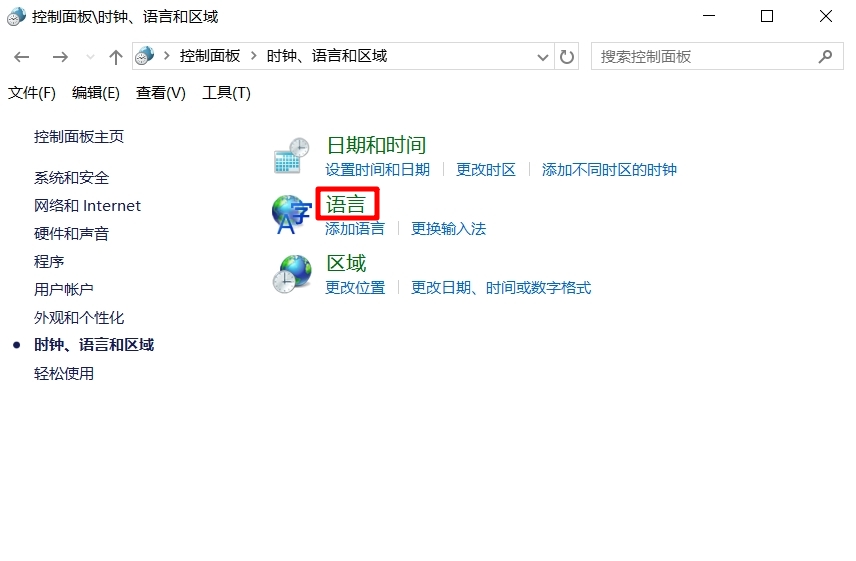 控制面板\时钟、语言和区域
控制面板 > 时钟、语言和区域
搜索控制面板
文件(F) 编辑(E) 查看(V) 工具(T)
控制面板主页
系统和安全
网络和 Internet
硬件和声音
程序
用户帐户
外观和个性化
时钟、语言和区域
轻松使用
日期和时间
设置时间和日期 更改时区 添加不同时区的时钟
语言
添加语言 更换输入法
区域
更改位置 更改日期、时间或数字格式
字
A